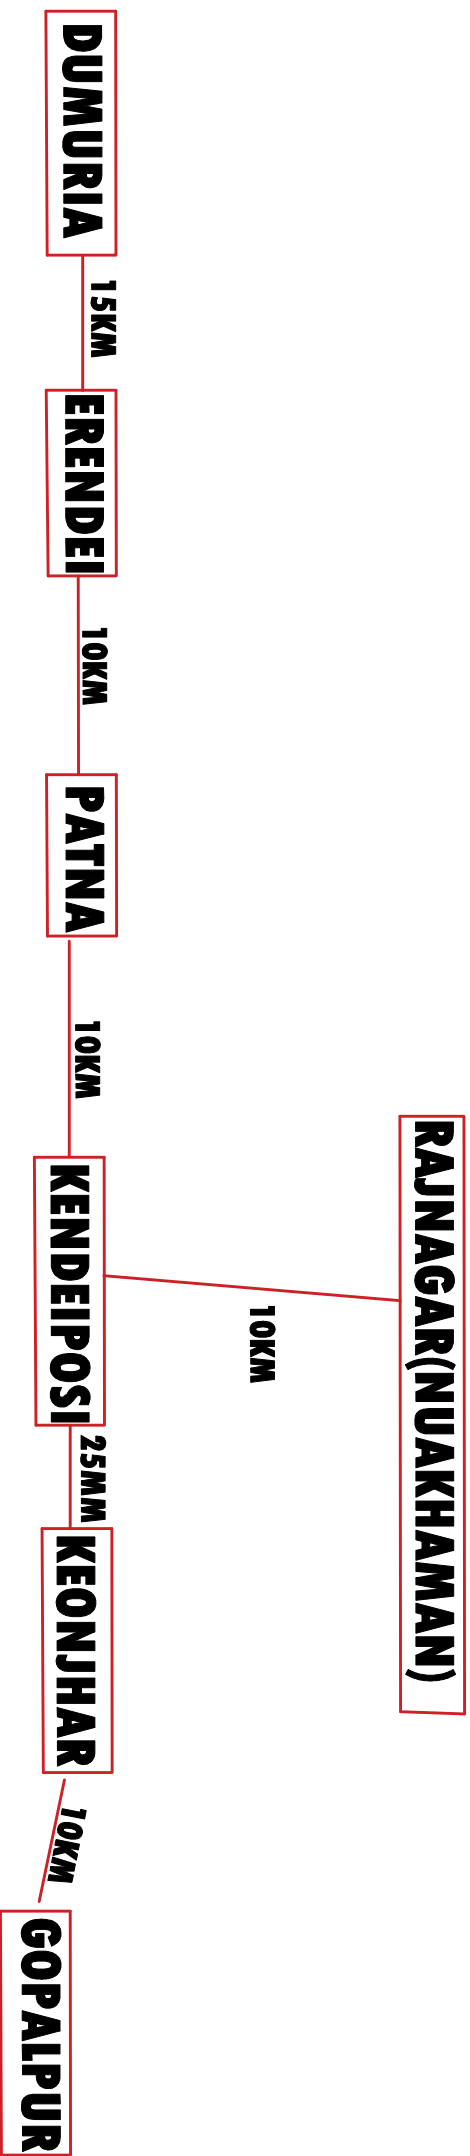 DUMURIA
15KM
ERENDEI
10KM
PATNA
10KM
KENDEIPOSI
10KM
RAJNAGAR(NUAKHAMAN)
25MM
KEONJHAR
10KM
GOPALPUR